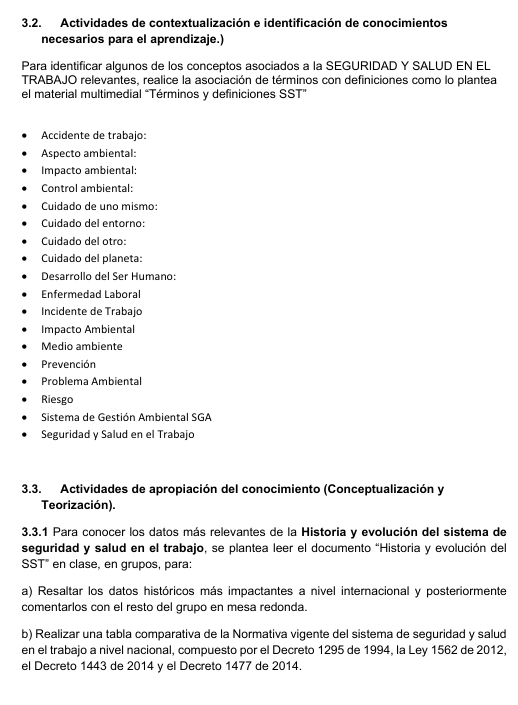 3.2. Actividades de contextualización e identificación de conocimientos
necesarios para el aprendizaje.)
Para identificar algunos de los conceptos asociados a la SEGURIDAD Y SALUD EN EL
TRABAJO relevantes, realice la asociación de términos con definiciones como lo plantea
el material multimedial “Términos y definiciones SST”
• Accidente de trabajo:
• Aspecto ambiental:
• Impacto ambiental:
• Control ambiental:
• Cuidado de uno mismo:
• Cuidado del entorno:
• Cuidado del otro:
• Cuidado del planeta:
• Desarrollo del Ser Humano:
• Enfermedad Laboral
• Incidente de Trabajo
• Impacto Ambiental
• Medio ambiente
• Prevención
• Problema Ambiental
• Riesgo
• Sistema de Gestión Ambiental SGA
• Seguridad y Salud en el Trabajo
3.3. Actividades de apropiación del conocimiento (Conceptualización y
Teorización).
3.3.1 Para conocer los datos más relevantes de la Historia y evolución del sistema de
seguridad y salud en el trabajo, se plantea leer el documento “Historia y evolución del
SST” en clase, en grupos, para:
a) Resaltar los datos históricos más impactantes a nivel internacional y posteriormente
comentarlos con el resto del grupo en mesa redonda.
b) Realizar una tabla comparativa de la Normativa vigente del sistema de seguridad y salud
en el trabajo a nivel nacional, compuesto por el Decreto 1295 de 1994, la Ley 1562 de 2012,
el Decreto 1443 de 2014 y el Decreto 1477 de 2014.